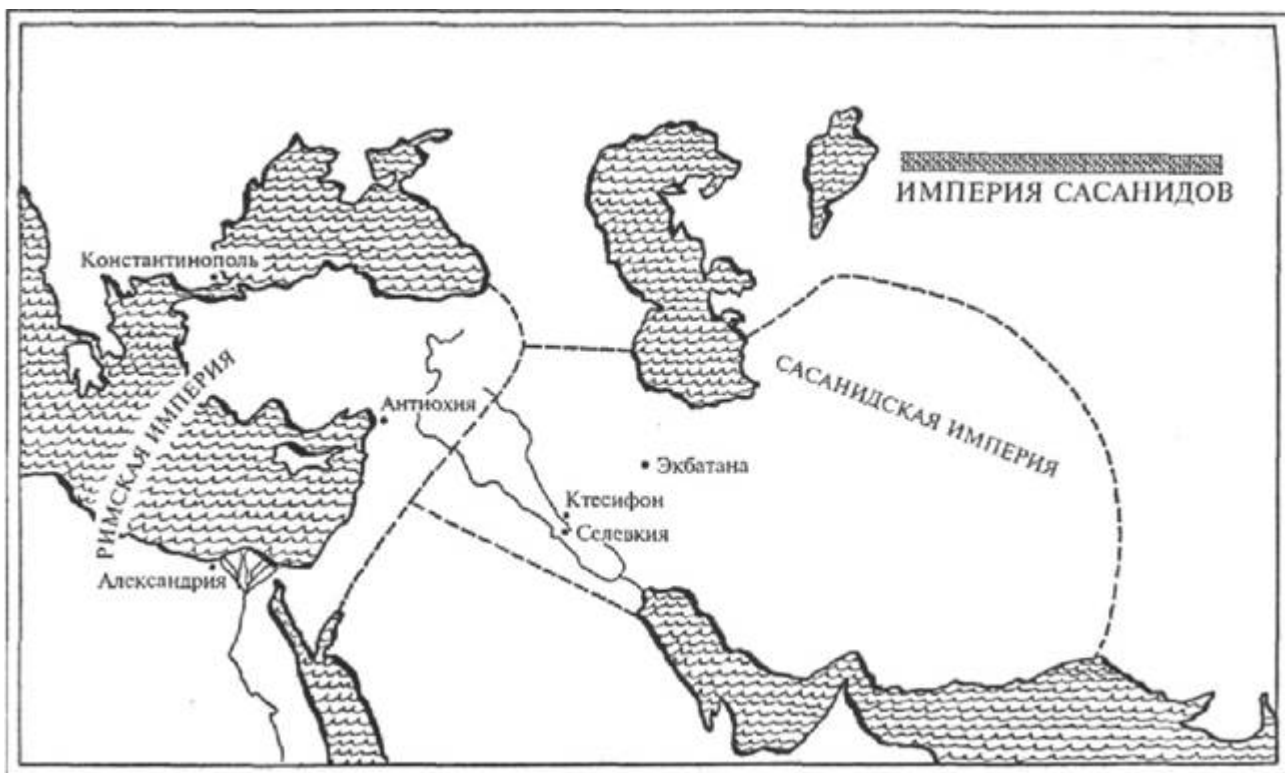 ИМПЕРИЯ САСАНИДОВ
Константинополь
РИМСКАЯ ИМПЕРИЯ
САСАНИДСКАЯ ИМПЕРИЯ
Антиохия
Экбатана
Ктесифон
Селевкия
Александрия